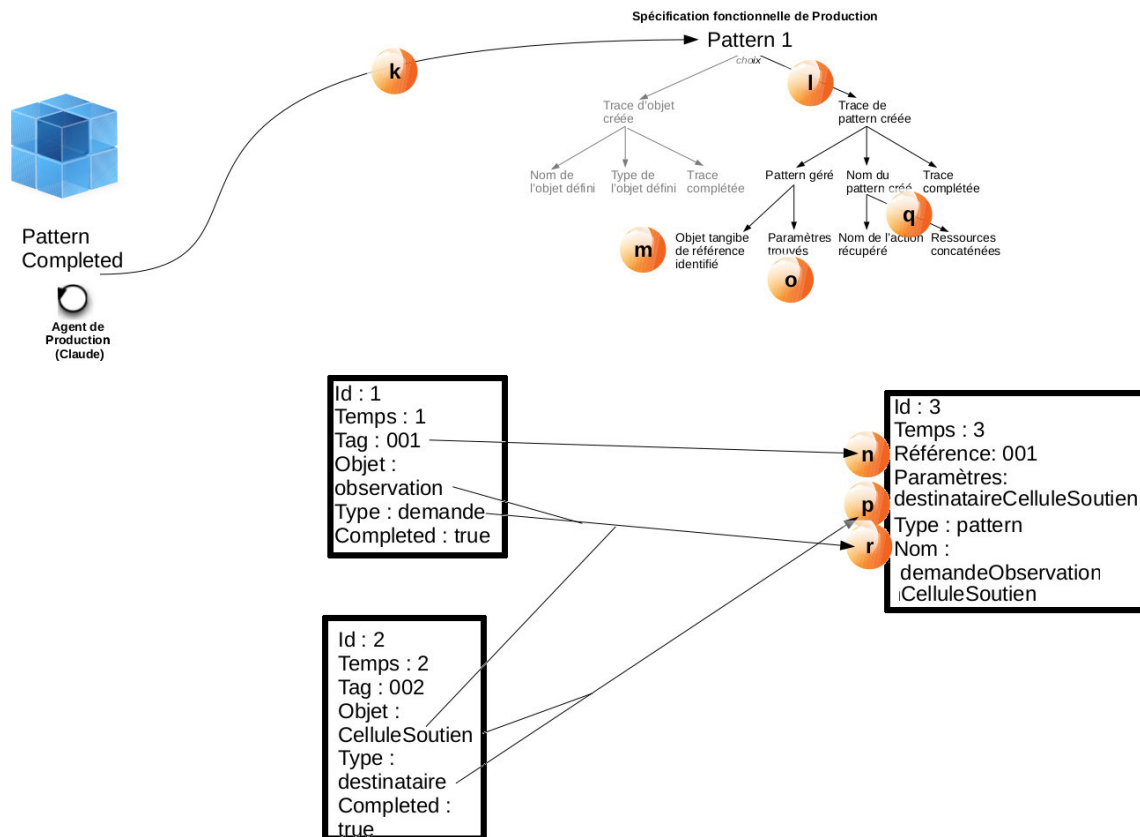 Spécification fonctionnelle de Production
Pattern 1
choix
k
l
Trace d'objet
créée
Trace de
pattern créée
Nom de
l'objet défini
Type de
l'objet défini
Trace
complétée
Pattern géré
Nom du
pattern créé
Trace
complétée
q
m
Objet tangibe
de référence
identifié
Paramètres
trouvés
Nom de l'action
récupéré
Ressources
concaténées
o
Pattern
Completed
Agent de
Production
(Claude)
Id : 1
Temps : 1
Tag : 001
Objet :
observation
Type : demande
Completed : true
n
p
r
Id : 3
Temps : 3
Référence: 001
Paramètres:
destinataireCelluleSoutien
Type : pattern
Nom :
demandeObservation
CelluleSoutien
Id : 2
Temps : 2
Tag : 002
Objet :
CelluleSoutien
Type :
destinataire
Completed :
true